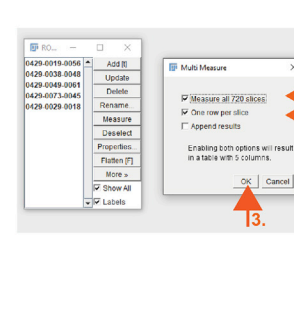 RO...
0429-0019-0056
0429-0038-0048
0429-0049-0061
0429-0073-0045
0429-0029-0018
Add [t]
Update
Delete
Rename...
Measure
Deselect
Properties...
Flatten [F]
More »
Show All
Labels
Multi Measure
Measure all 720 slices
One row per slice
Append results
Enabling both options will result
in a table with 5 columns.
OK
Cancel
3.